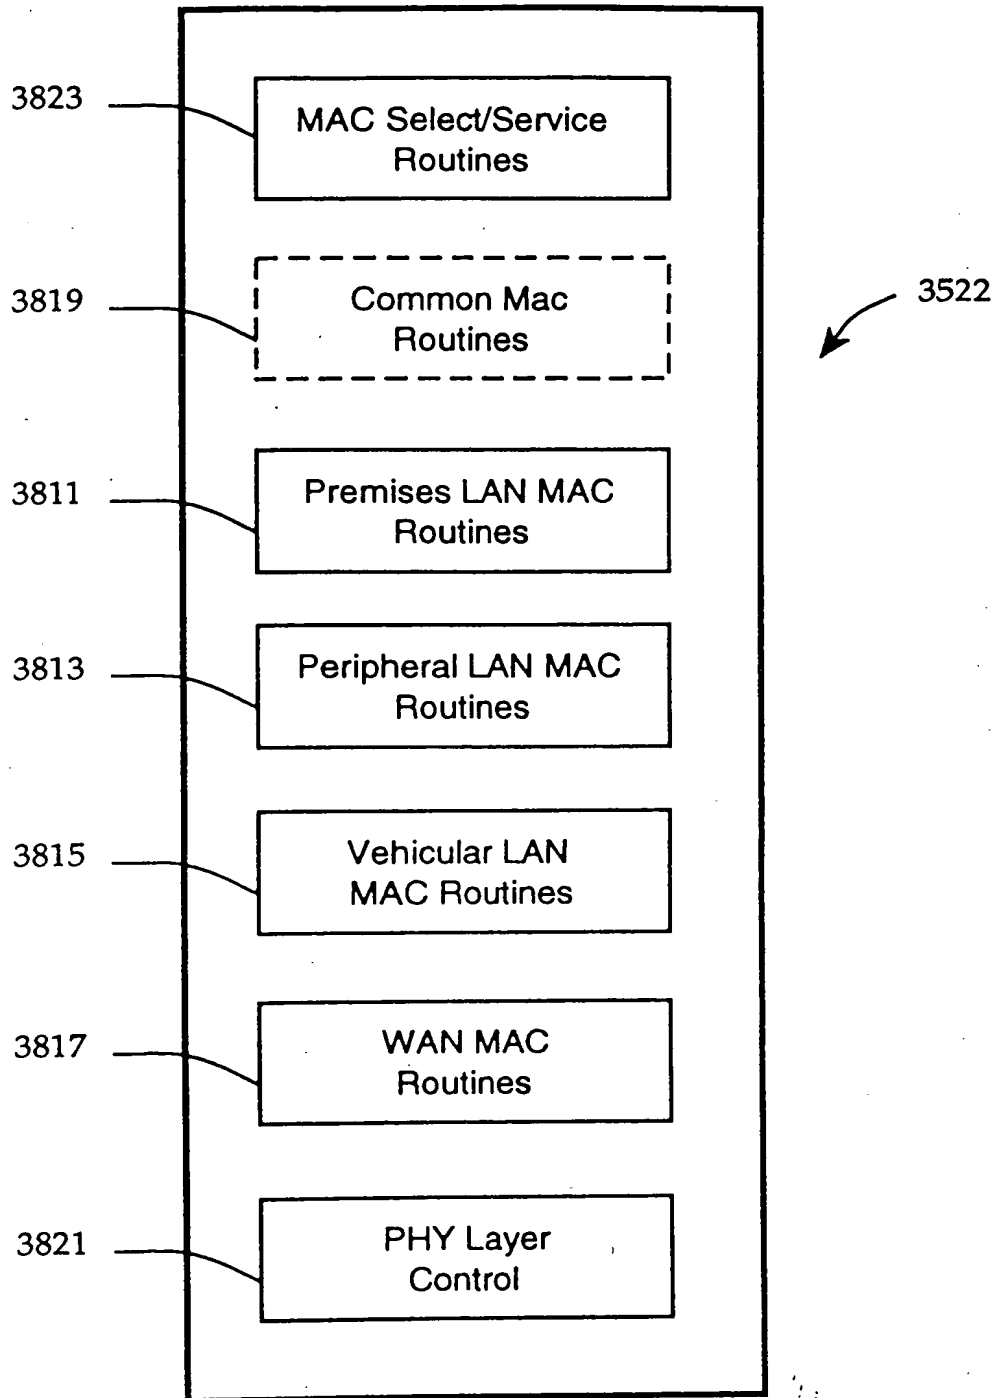 3823
MAC Select/Service
Routines
3819
Common Mac
Routines
3522
3811
Premises LAN MAC
Routines
3813
Peripheral LAN MAC
Routines
3815
Vehicular LAN
MAC Routines
3817
WAN MAC
Routines
3821
PHY Layer
Control